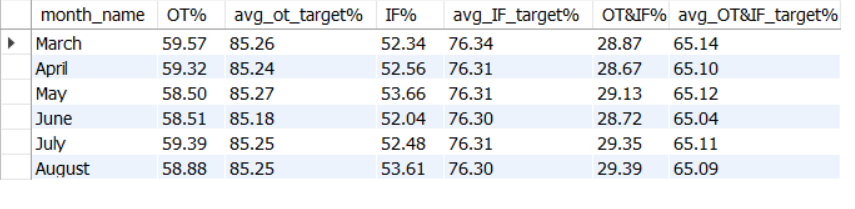 month_name OT% avg_ot_target% IF% avg_IF_target% OT&IF% avg_OT&IF_target%
March 59.57 85.26 52.34 76.34 28.87 65.14
April 59.32 85.24 52.56 76.31 28.67 65.10
May 58.50 85.27 53.66 76.31 29.13 65.12
June 58.51 85.18 52.04 76.30 28.72 65.04
July 59.39 85.25 52.48 76.31 29.35 65.11
August 58.88 85.25 53.61 76.30 29.39 65.09